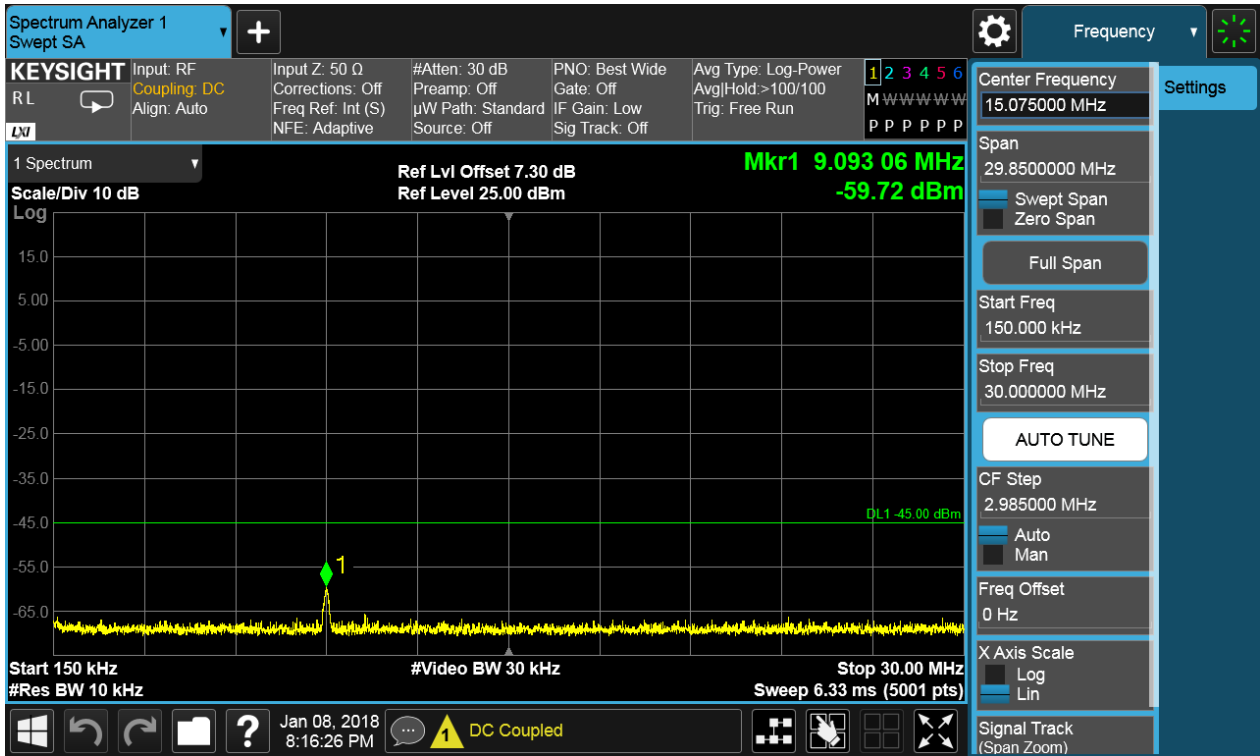 Spectrum Analyzer 1
Swept SA
Frequency
KEYSIGHT
RL
LXI
Input: RF
Coupling: DC
Align: Auto
Input Z: 50 Ω
Corrections: Off
Freq Ref: Int (S)
NFE: Adaptive
#Atten: 30 dB
Preamp: Off
µW Path: Standard
Source: Off
PNO: Best Wide
Gate: Off
IF Gain: Low
Sig Track: Off
Avg Type: Log-Power
Avg|Hold:>100/100
Trig: Free Run
1 2 3 4 5 6
M W W W W W
P P P P P P
1 Spectrum
Scale/Div 10 dB
Log
Ref Lvl Offset 7.30 dB
Ref Level 25.00 dBm
Mkr1 9.093 06 MHz
-59.72 dBm
15.0
5.00
-5.00
-15.0
-25.0
-35.0
-45.0
-55.0
-65.0
DL1 -45.00 dBm
1
Start 150 kHz
#Res BW 10 kHz
#Video BW 30 kHz
Stop 30.00 MHz
Sweep 6.33 ms (5001 pts)
Center Frequency
15.075000 MHz
Span
29.8500000 MHz
Swept Span
Zero Span
Full Span
Start Freq
150.000 kHz
Stop Freq
30.000000 MHz
AUTO TUNE
CF Step
2.985000 MHz
Auto
Man
Freq Offset
0 Hz
X Axis Scale
Log
Lin
Signal Track
(Span Zoom)
Settings
?
Jan 08, 2018
8:16:26 PM
1
DC Coupled